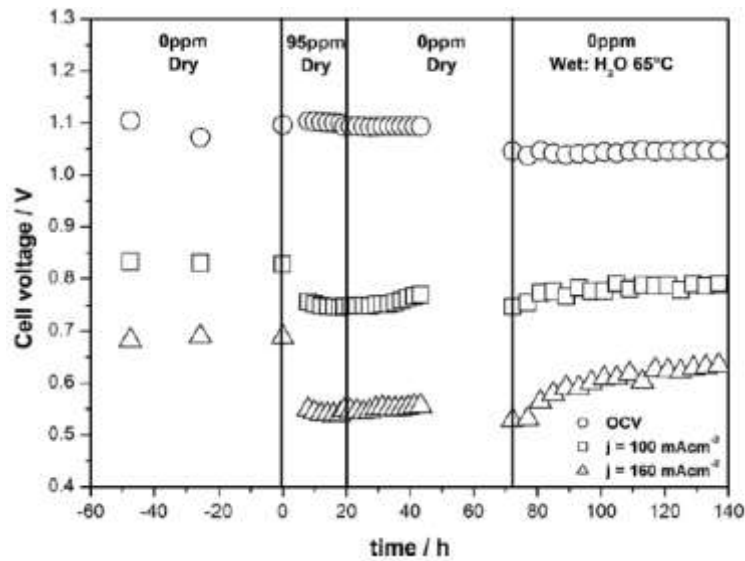 1.3
1.2
1.1
1.0
0.9
0.8
0.7
0.6
0.5
0.4
Cell voltage / V
0ppm
Dry
95ppm
Dry
0ppm
Dry
0ppm
Wet: H₂O 65°C
OCV
j = 100 mAcm⁻²
j = 160 mAcm⁻²
-60 -40 -20 0 20 40 60 80 100 120 140
time / h